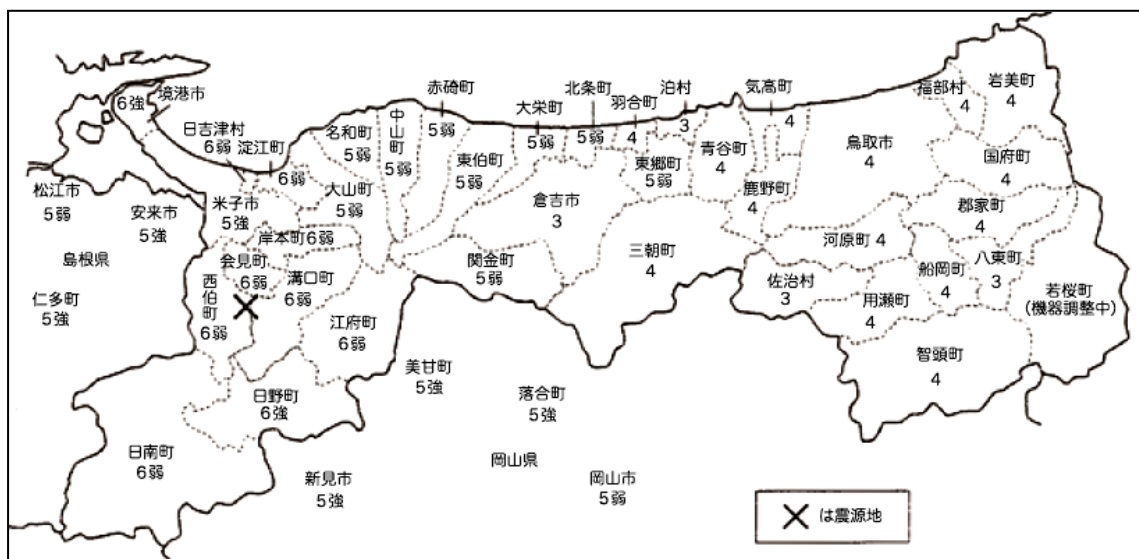 境港市
6強
日吉津村
6弱
淀江町
6弱
名和町
5弱
中山町
5弱
赤碕町
5弱
大栄町
5弱
北条町
5弱
羽合町
4
泊村
3
気高町
4
福部村
4
岩美町
4
鳥取市
4
国府町
4
松江市
5弱
安来市
5強
米子市
5強
大山町
5弱
東伯町
5弱
倉吉市
3
東郷町
5弱
青谷町
4
鹿野町
4
郡家町
4
島根県
岸本町6弱
会見町
6弱
溝口町
6弱
西伯町
6弱
関金町
5弱
三朝町
4
河原町 4
船岡町
4
八東町
3
仁多町
5強
江府町
6弱
佐治村
3
用瀬町
4
若桜町
(機器調整中)
智頭町
4
美甘町
5強
落合町
5強
日野町
6強
日南町
6弱
新見市
5強
岡山県
岡山市
5弱
は震源地